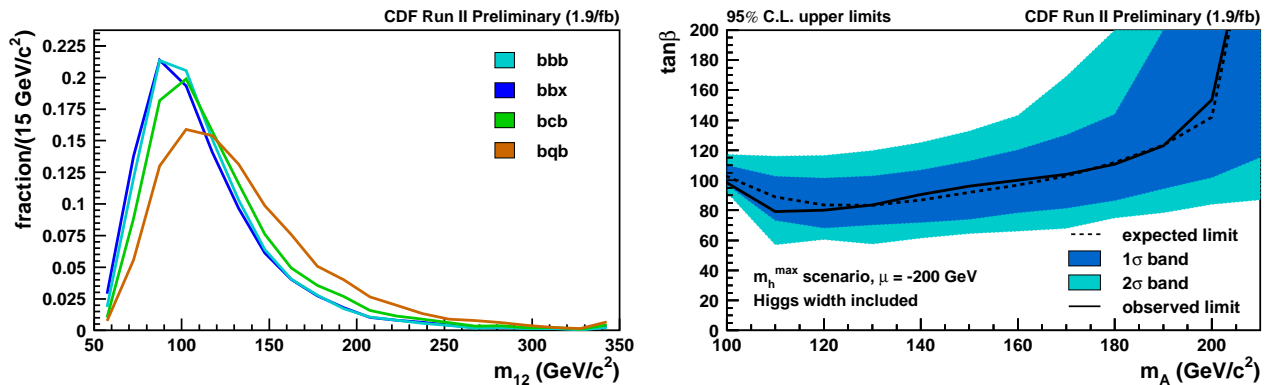 CDF Run II Preliminary (1.9/fb)
fraction/(15 GeV/c²)
0.225
0.2
0.175
0.15
0.125
0.1
0.075
0.05
0.025
0
bbb
bbx
bcb
bqb
50 100 150 200 250 300 350
m₁₂ (GeV/c²)
95% C.L. upper limits CDF Run II Preliminary (1.9/fb)
tanβ
200
180
160
140
120
100
80
60
40
20
0
expected limit
1σ band
2σ band
observed limit
mₕᵐᵃˣ scenario, μ = -200 GeV
Higgs width included
100 120 140 160 180 200
m_A (GeV/c²)